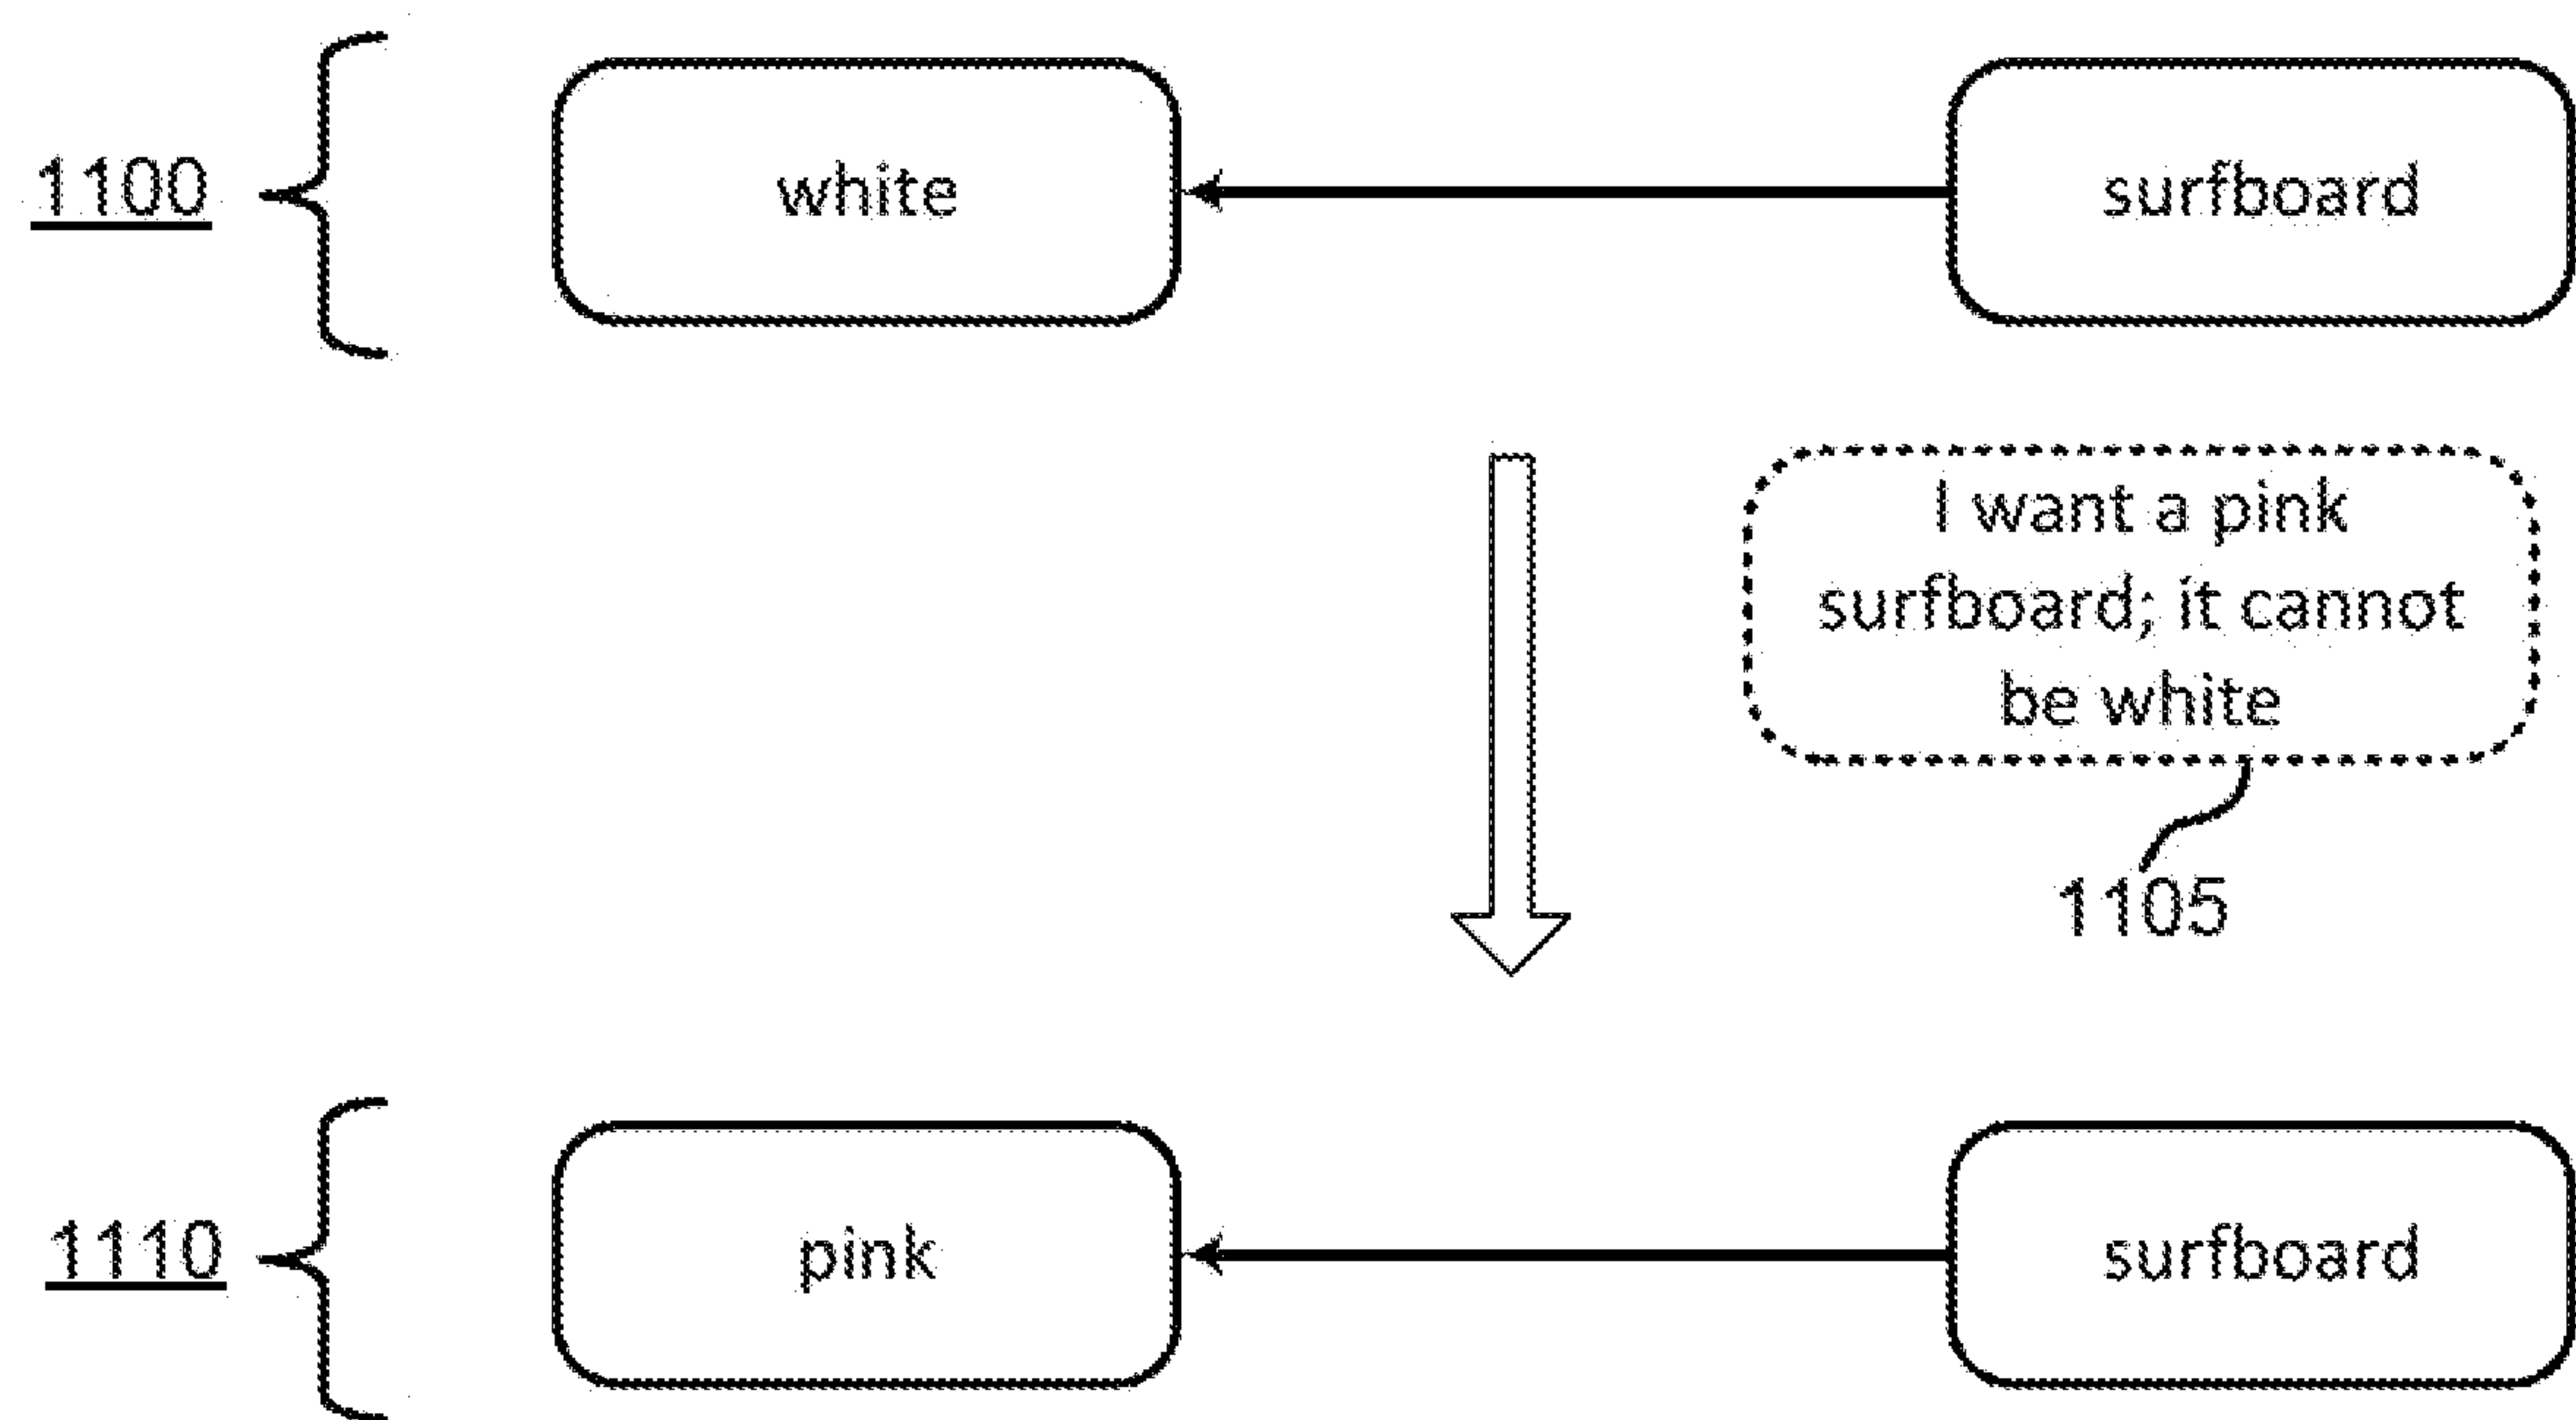 1100
white
surfboard
I want a pink
surfboard; it cannot
be white
1105
1110
pink
surfboard